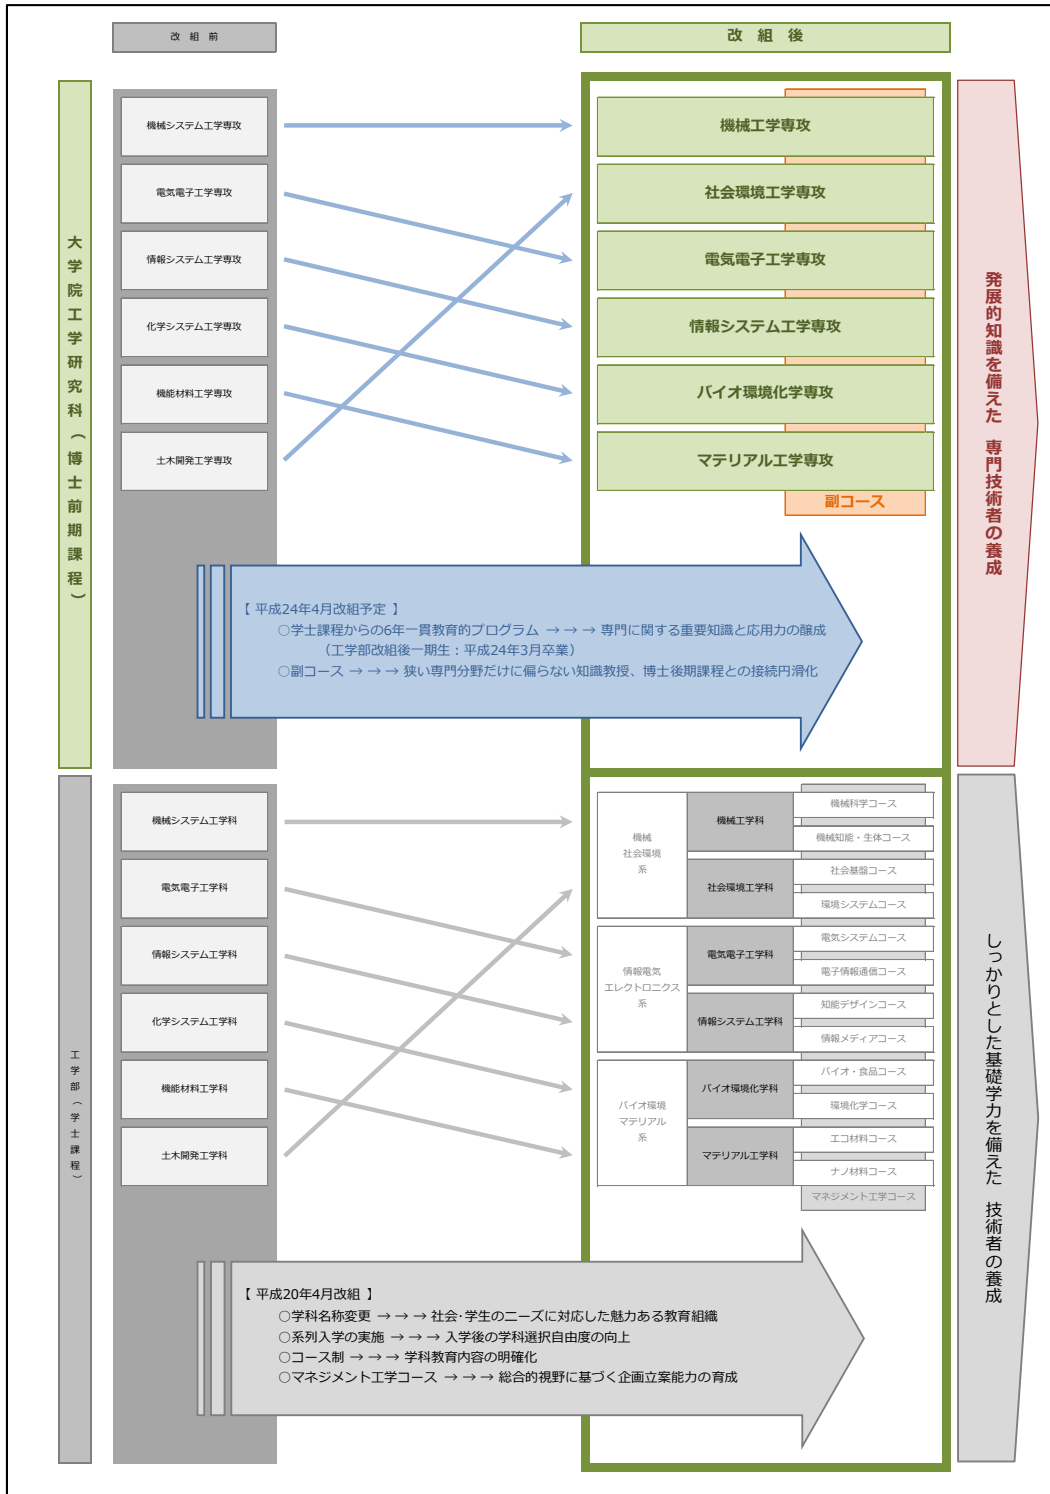 改組前
改組後
大学院工学研究科(博士前期課程)
機械システム工学専攻
電気電子工学専攻
情報システム工学専攻
化学システム工学専攻
機能材料工学専攻
土木開発工学専攻
機械工学専攻
社会環境工学専攻
電気電子工学専攻
情報システム工学専攻
バイオ環境化学専攻
マテリアル工学専攻
副コース
発展的知識を備えた 専門技術者の養成
【 平成24年4月改組予定 】
○学士課程からの6年一貫教育的プログラム → → → 専門に関する重要知識と応用力の醸成
(工学部改組後一期生：平成24年3月卒業)
○副コース → → → 狭い専門分野だけに偏らない知識教授、博士後期課程との接続円滑化
工学部(学士課程)
機械システム工学科
電気電子工学科
情報システム工学科
化学システム工学科
機能材料工学科
土木開発工学科
機械
社会環境
系
機械工学科
機械科学コース
機械知能・生体コース
社会環境工学科
社会基盤コース
環境システムコース
情報電気
エレクトロニクス
系
電気電子工学科
電気システムコース
電子情報通信コース
情報システム工学科
知能デザインコース
情報メディアコース
バイオ環境
マテリアル
系
バイオ環境化学科
バイオ・食品コース
環境化学コース
マテリアル工学科
エコ材料コース
ナノ材料コース
マネジメント工学コース
しっかりとした基礎学力を備えた 技術者の養成
【 平成20年4月改組 】
○学科名称変更 → → → 社会･学生のニーズに対応した魅力ある教育組織
○系列入学の実施 → → → 入学後の学科選択自由度の向上
○コース制 → → → 学科教育内容の明確化
○マネジメント工学コース → → → 総合的視野に基づく企画立案能力の育成